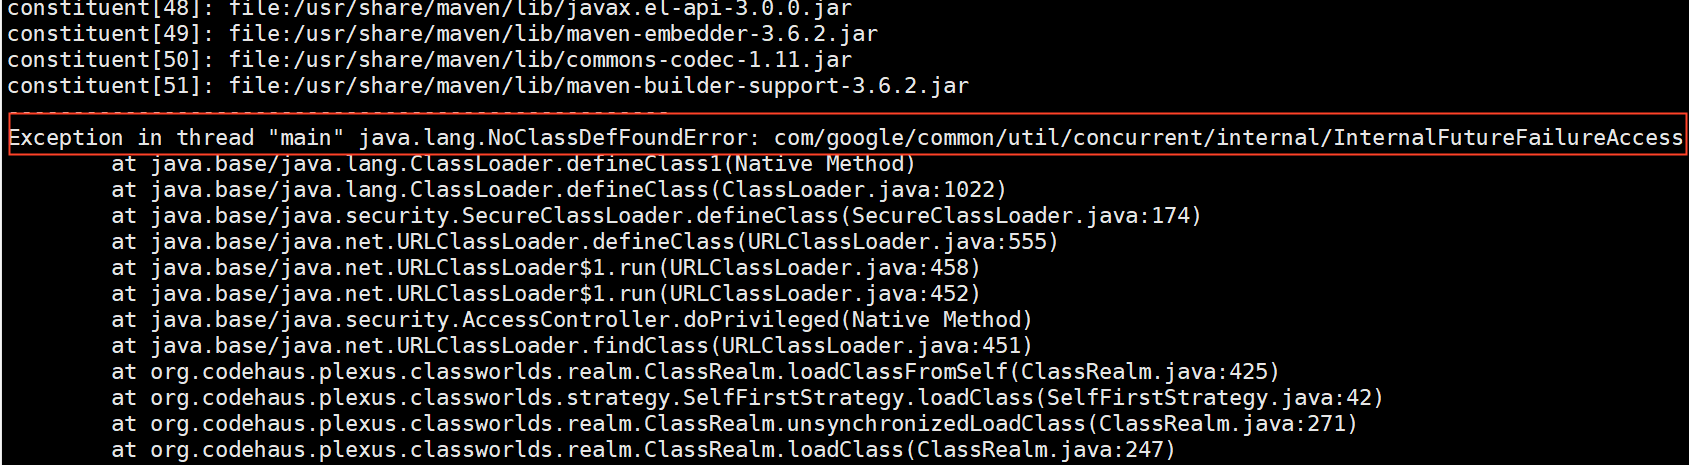 constituent[48]: file:/usr/share/maven/lib/javax.el-api-3.0.0.jar
constituent[49]: file:/usr/share/maven/lib/maven-embedder-3.6.2.jar
constituent[50]: file:/usr/share/maven/lib/commons-codec-1.11.jar
constituent[51]: file:/usr/share/maven/lib/maven-builder-support-3.6.2.jar
---------------------------------------------------
Exception in thread "main" java.lang.NoClassDefFoundError: com/google/common/util/concurrent/internal/InternalFutureFailureAccess
        at java.base/java.lang.ClassLoader.defineClass1(Native Method)
        at java.base/java.lang.ClassLoader.defineClass(ClassLoader.java:1022)
        at java.base/java.security.SecureClassLoader.defineClass(SecureClassLoader.java:174)
        at java.base/java.net.URLClassLoader.defineClass(URLClassLoader.java:555)
        at java.base/java.net.URLClassLoader$1.run(URLClassLoader.java:458)
        at java.base/java.net.URLClassLoader$1.run(URLClassLoader.java:452)
        at java.base/java.security.AccessController.doPrivileged(Native Method)
        at java.base/java.net.URLClassLoader.findClass(URLClassLoader.java:451)
        at org.codehaus.plexus.classworlds.realm.ClassRealm.loadClassFromSelf(ClassRealm.java:425)
        at org.codehaus.plexus.classworlds.strategy.SelfFirstStrategy.loadClass(SelfFirstStrategy.java:42)
        at org.codehaus.plexus.classworlds.realm.ClassRealm.unsynchronizedLoadClass(ClassRealm.java:271)
        at org.codehaus.plexus.classworlds.realm.ClassRealm.loadClass(ClassRealm.java:247)